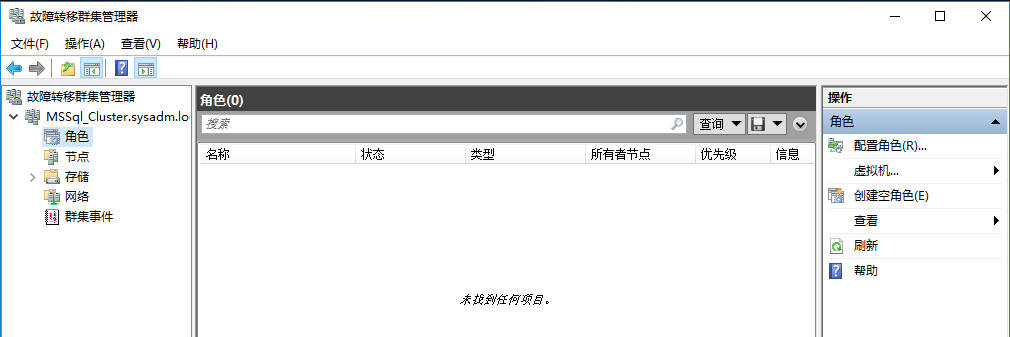 故障转移群集管理器
文件(F) 操作(A) 查看(V) 帮助(H)
故障转移群集管理器
MSSql_Cluster.sysadm.lo
角色
节点
存储
网络
群集事件
角色(0)
搜索
查询
名称 状态 类型 所有者节点 优先级 信息
未找到任何项目。
操作
角色
配置角色(R)...
虚拟机...
创建空角色(E)
查看
刷新
帮助